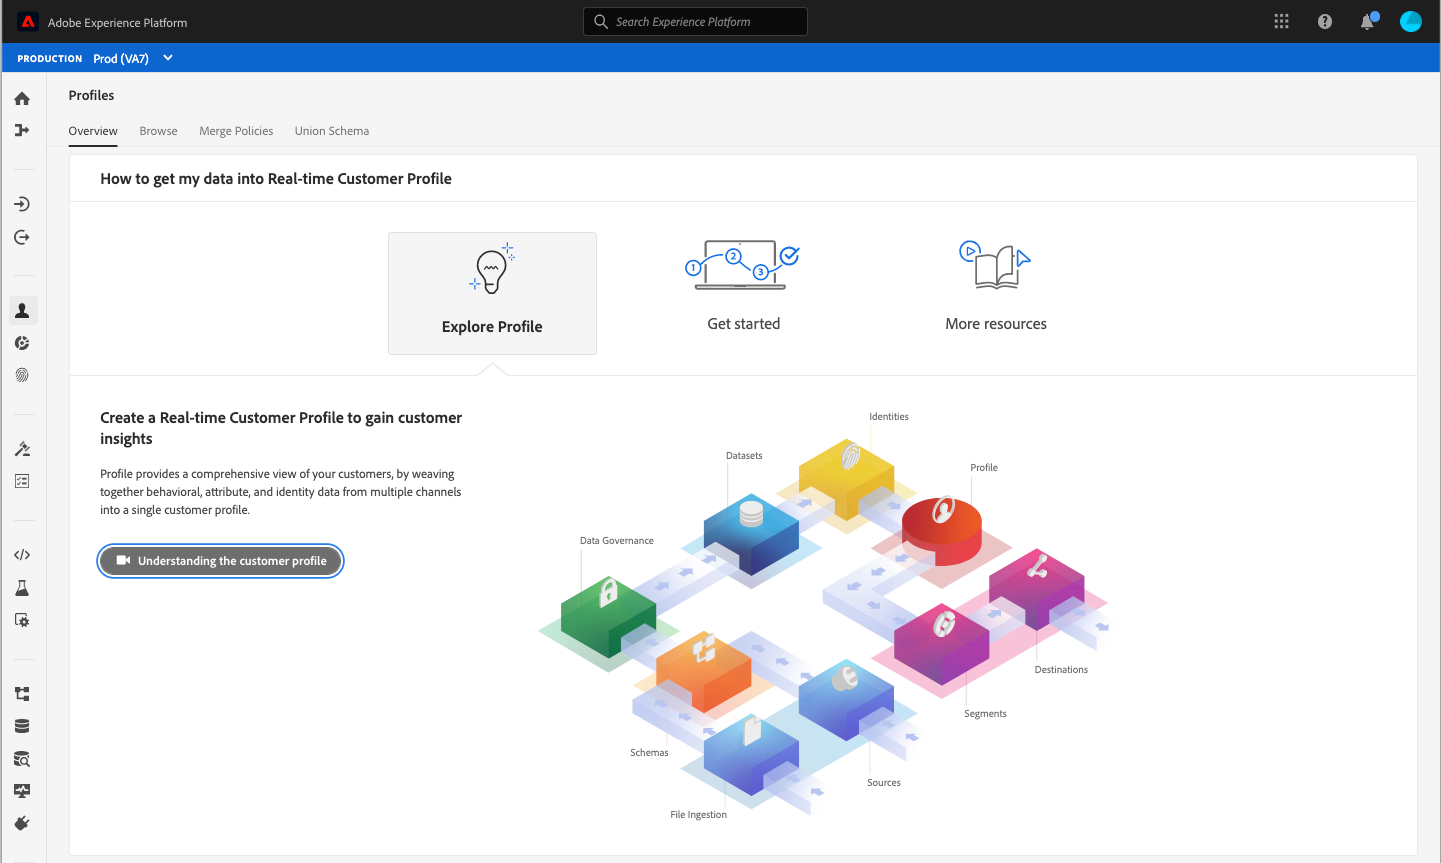 Adobe Experience Platform
Search Experience Platform
PRODUCTION Prod (VA7)
Profiles
Overview Browse Merge Policies Union Schema
How to get my data into Real-time Customer Profile
1 2 3
Explore Profile
Get started
More resources
Create a Real-time Customer Profile to gain customer
insights
Profile provides a comprehensive view of your customers, by weaving
together behavioral, attribute, and identity data from multiple channels
into a single customer profile.
Understanding the customer profile
Identities
Datasets
Profile
Data Governance
Destinations
Segments
Schemas
Sources
File Ingestion